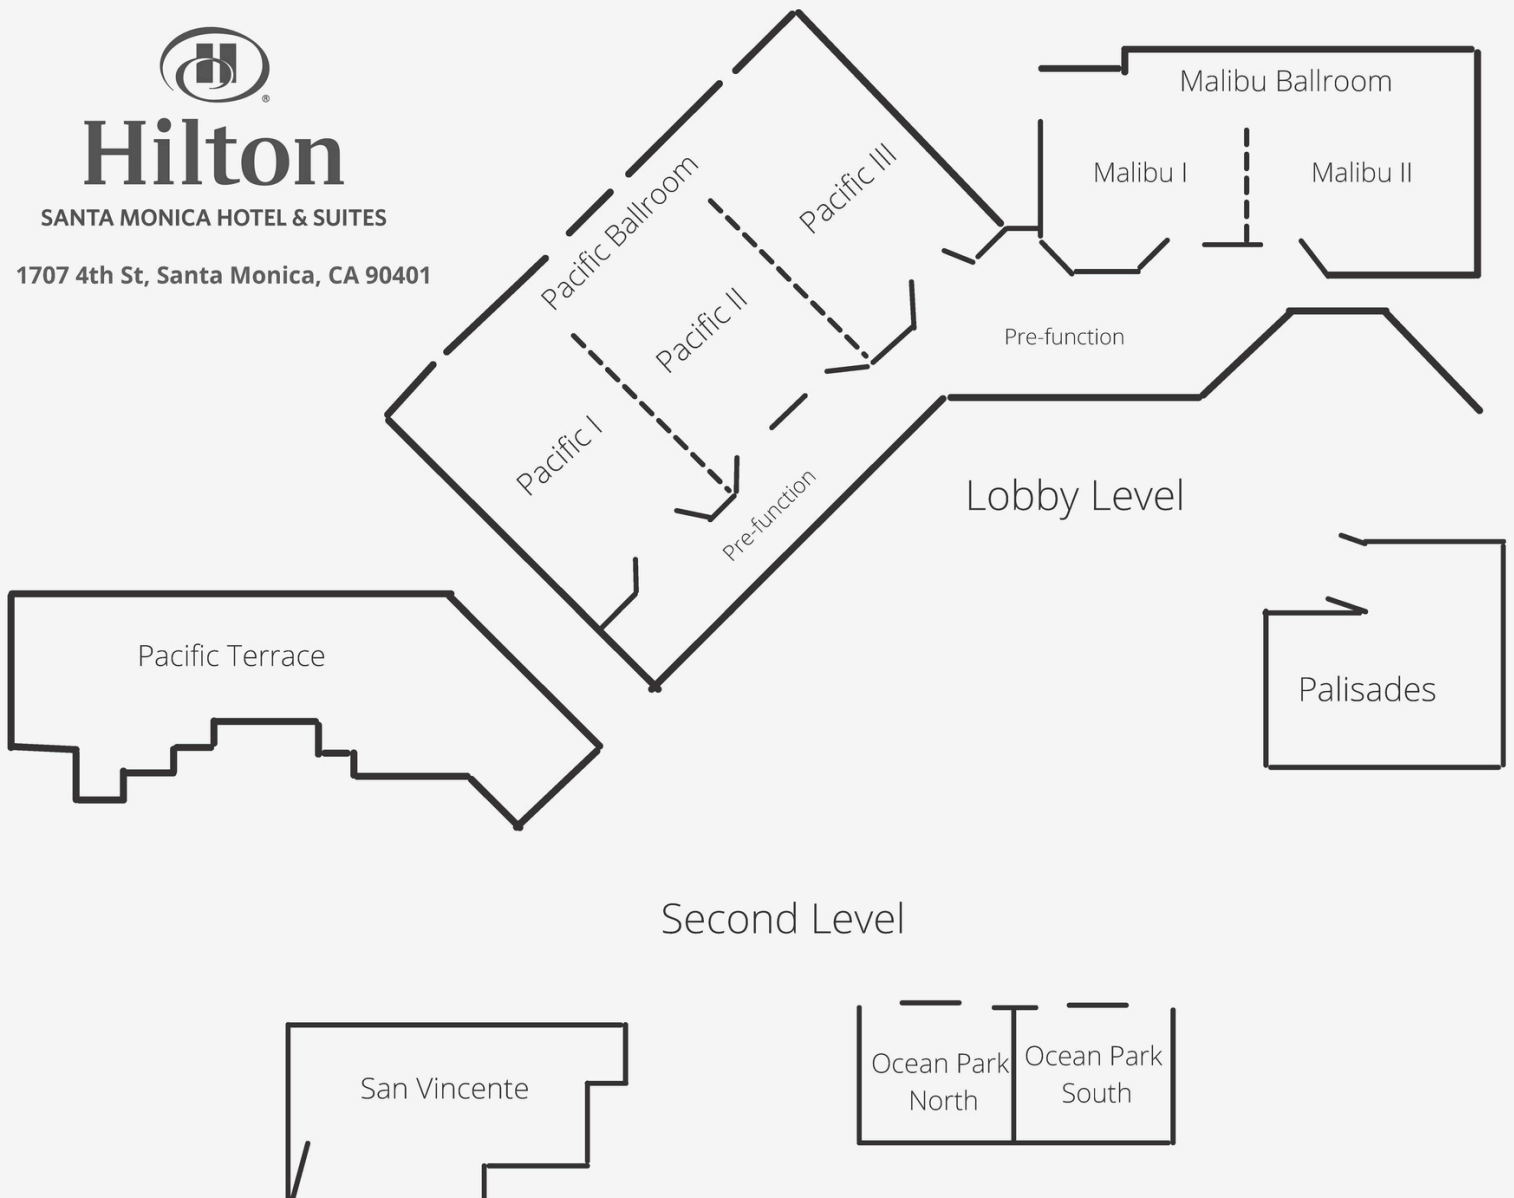 H
®
Hilton
SANTA MONICA HOTEL & SUITES
1707 4th St, Santa Monica, CA 90401
Malibu Ballroom
Malibu I
Malibu II
Pacific Ballroom
Pacific III
Pacific II
Pacific I
Pre-function
Pre-function
Lobby Level
Pacific Terrace
Palisades
Second Level
San Vincente
Ocean Park
North
Ocean Park
South